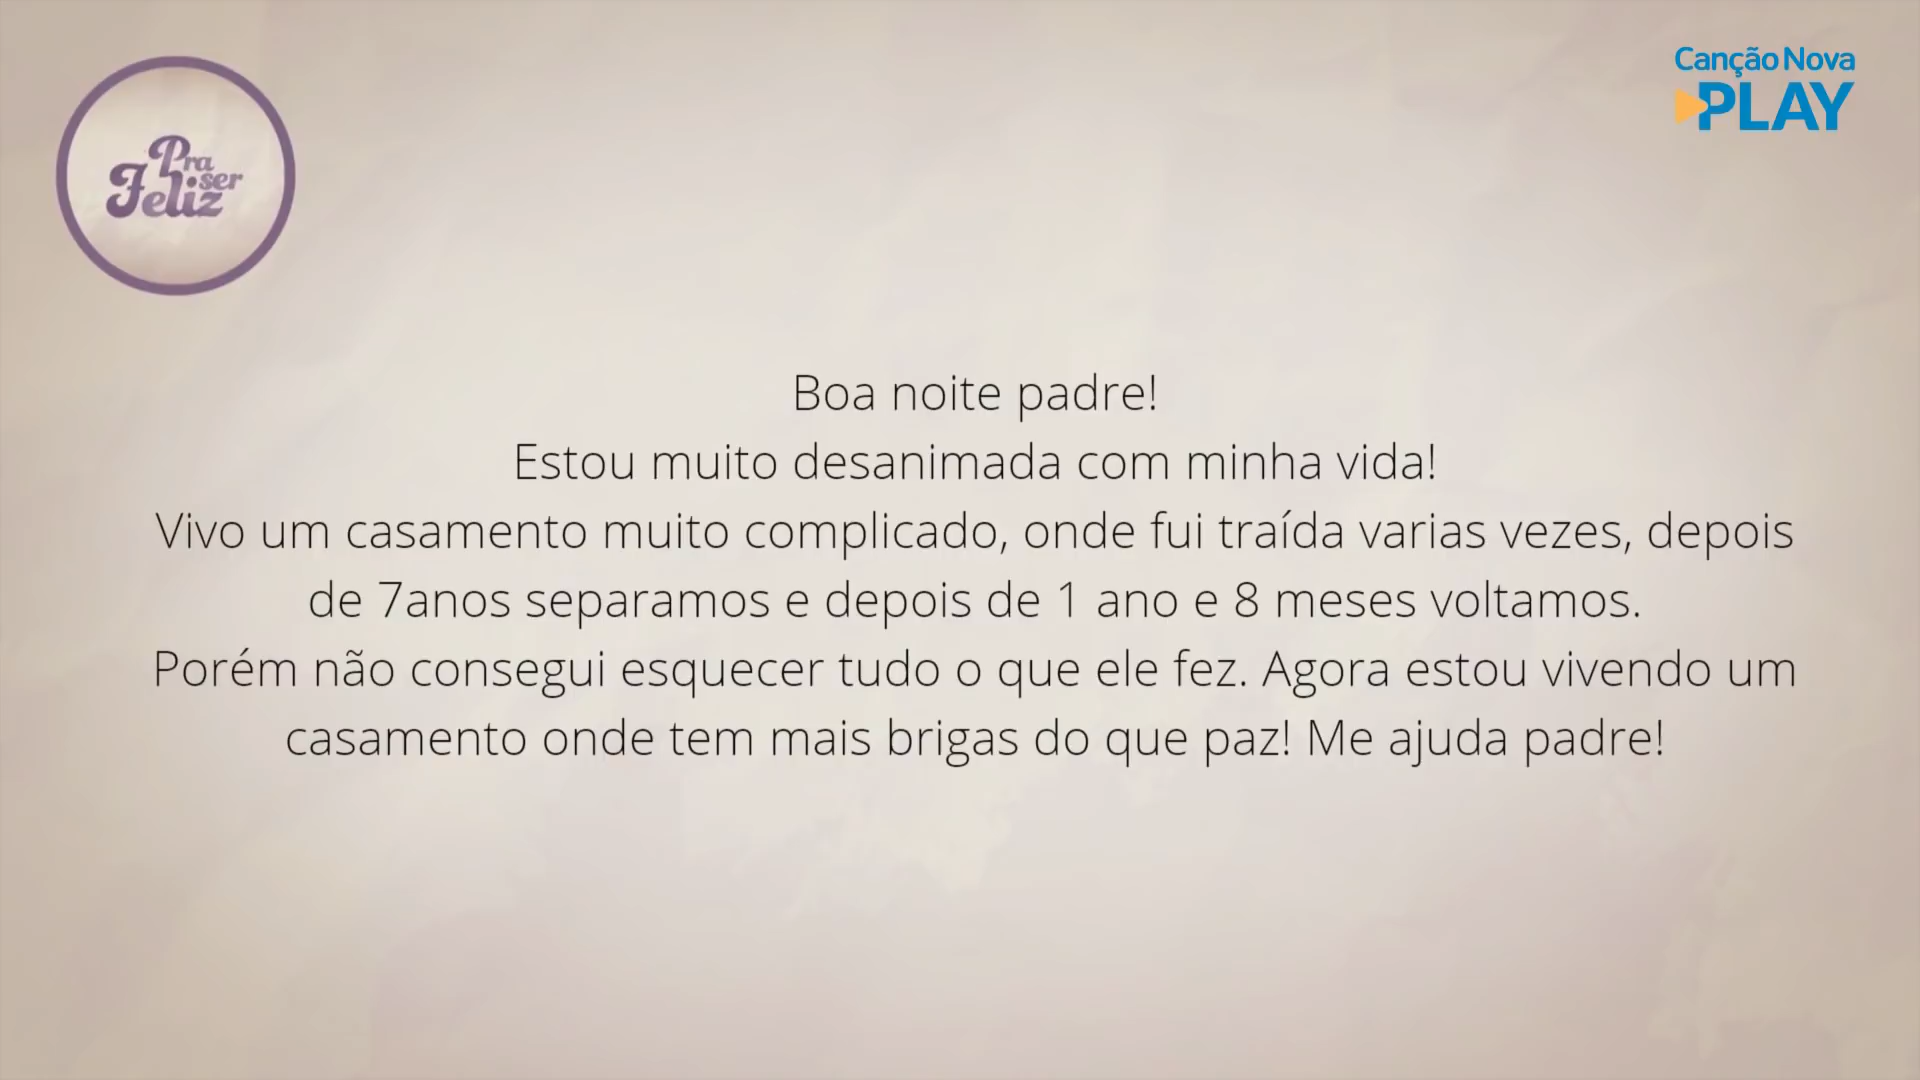 Canção Nova
PLAY
Pra
ser
Feliz
Boa noite padre!
Estou muito desanimada com minha vida!
Vivo um casamento muito complicado, onde fui traída varias vezes, depois
de 7anos separamos e depois de 1 ano e 8 meses voltamos.
Porém não consegui esquecer tudo o que ele fez. Agora estou vivendo um
casamento onde tem mais brigas do que paz! Me ajuda padre!